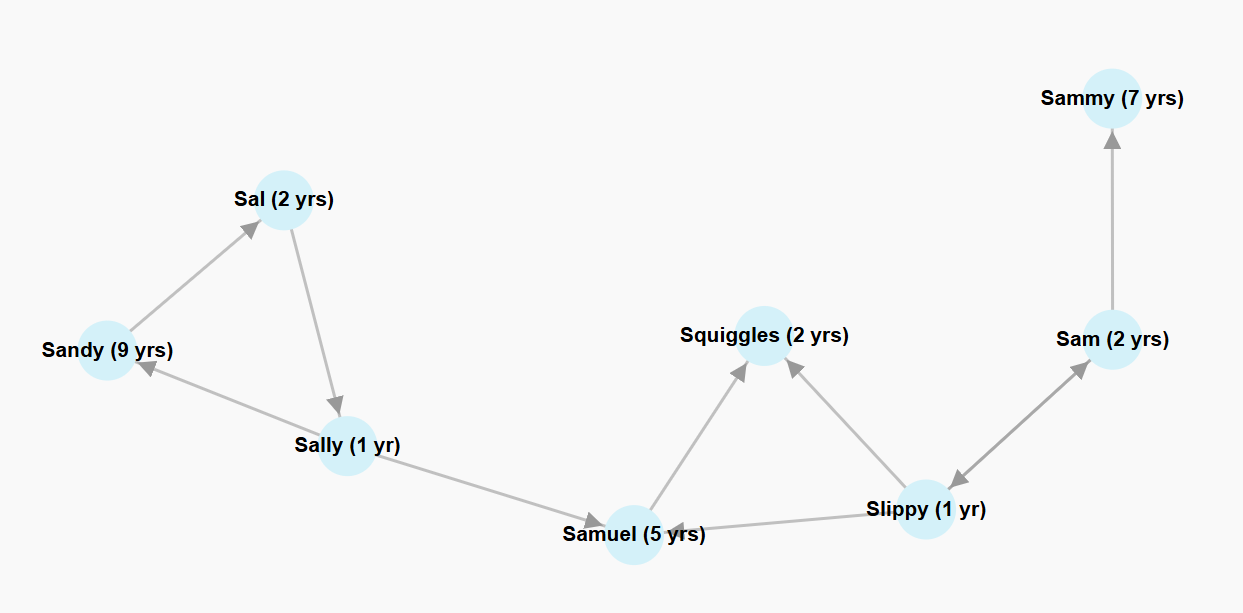 Sammy (7 yrs)
Sal (2 yrs)
Squiggles (2 yrs)
Sam (2 yrs)
Sandy (9 yrs)
Sally (1 yr)
Slippy (1 yr)
Samuel (5 yrs)